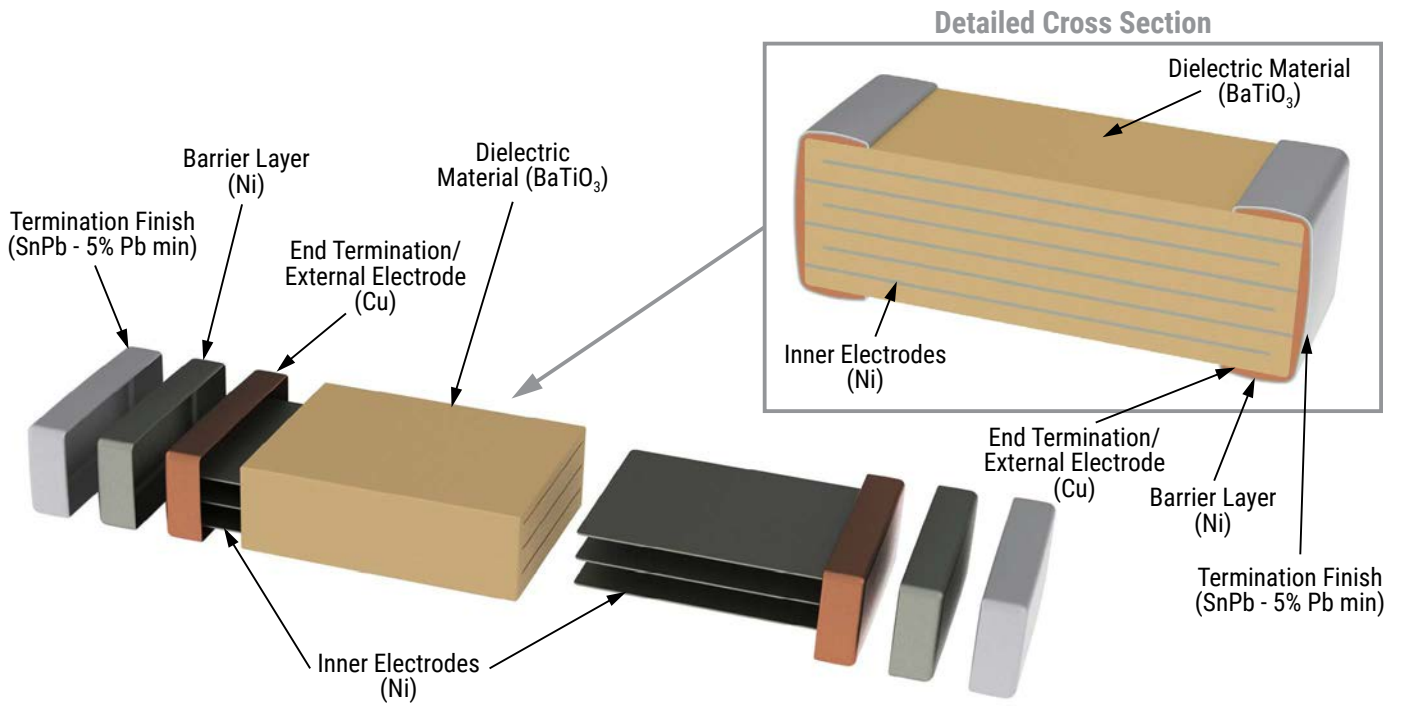 Detailed Cross Section
Dielectric Material
(BaTiO₃)
Inner Electrodes
(Ni)
End Termination/
External Electrode
(Cu)
Barrier Layer
(Ni)
Termination Finish
(SnPb - 5% Pb min)
Termination Finish
(SnPb - 5% Pb min)
Barrier Layer
(Ni)
End Termination/
External Electrode
(Cu)
Dielectric
Material (BaTiO₃)
Inner Electrodes
(Ni)